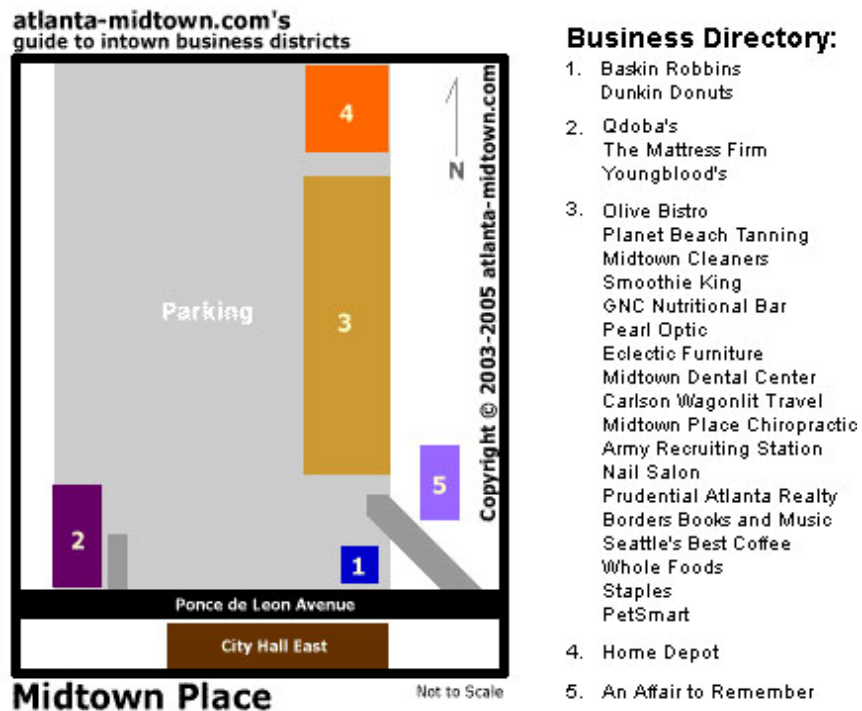 atlanta-midtown.com's
guide to intown business districts
4
N
Parking
3
Copyright © 2003-2005 atlanta-midtown.com
5
2
1
Ponce de Leon Avenue
City Hall East
Midtown Place
Not to Scale
Business Directory:
1. Baskin Robbins
Dunkin Donuts
2. Qdoba's
The Mattress Firm
Youngblood's
3. Olive Bistro
Planet Beach Tanning
Midtown Cleaners
Smoothie King
GNC Nutritional Bar
Pearl Optic
Eclectic Furniture
Midtown Dental Center
Carlson Wagonlit Travel
Midtown Place Chiropractic
Army Recruiting Station
Nail Salon
Prudential Atlanta Realty
Borders Books and Music
Seattle's Best Coffee
Whole Foods
Staples
PetSmart
4. Home Depot
5. An Affair to Remember